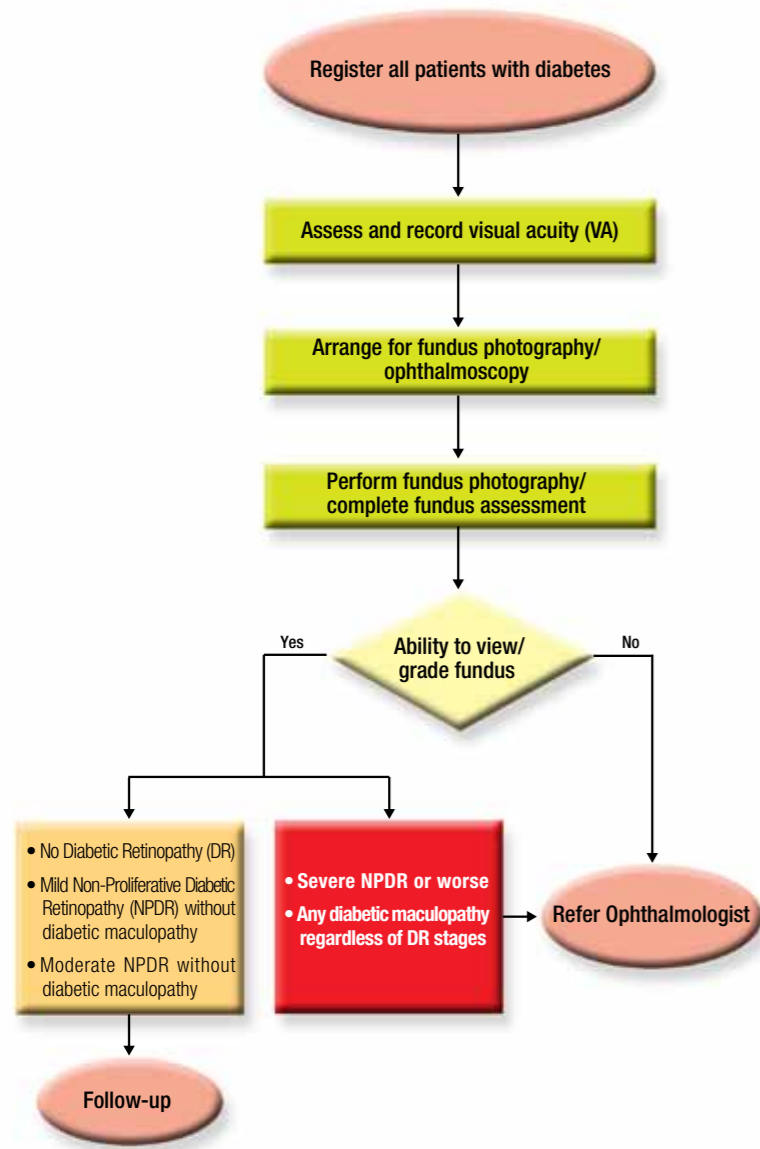 Register all patients with diabetes
Assess and record visual acuity (VA)
Arrange for fundus photography/
ophthalmoscopy
Perform fundus photography/
complete fundus assessment
Ability to view/
grade fundus
Yes
No
• No Diabetic Retinopathy (DR)
• Mild Non-Proliferative Diabetic
Retinopathy (NPDR) without
diabetic maculopathy
• Moderate NPDR without
diabetic maculopathy
• Severe NPDR or worse
• Any diabetic maculopathy
regardless of DR stages
Refer Ophthalmologist
Follow-up